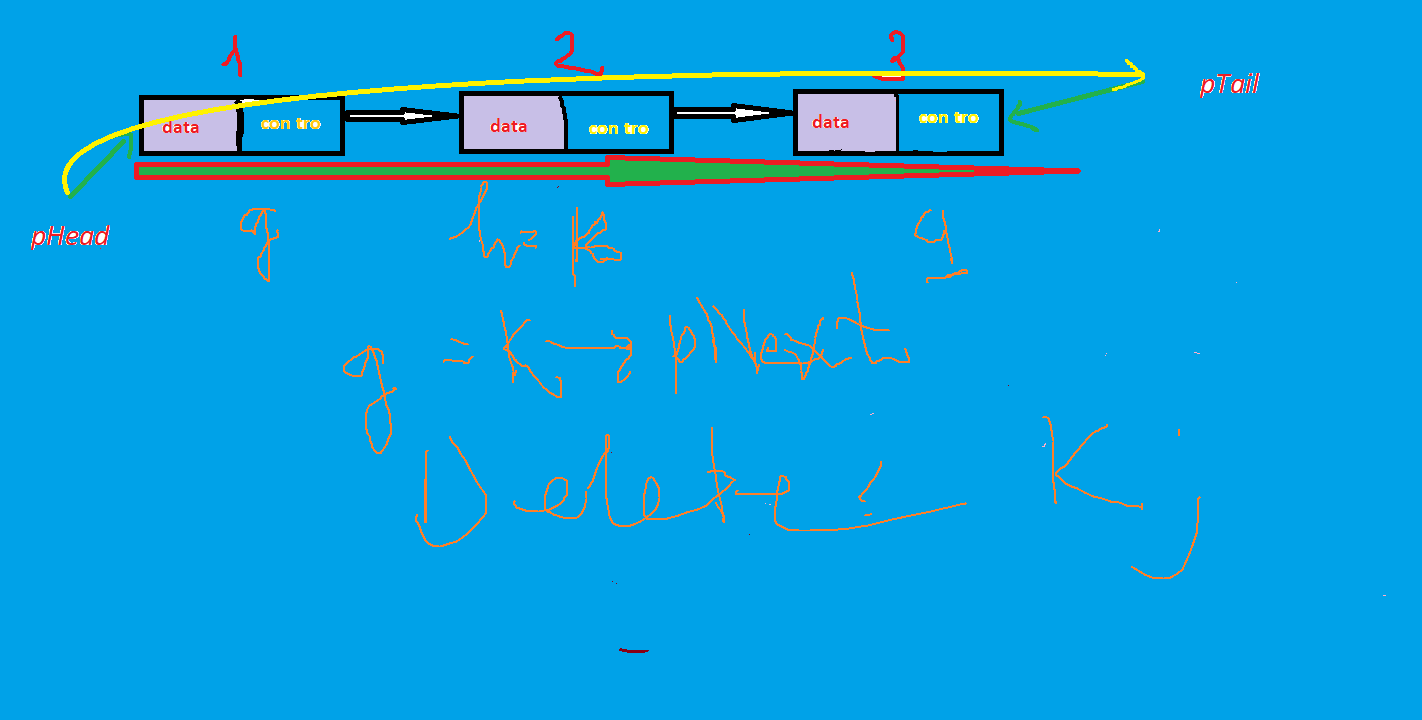 1 2 3
pTail
data con tro data con tro data con tro
pHead
g h = k q
g = K → pNext
Delete K;